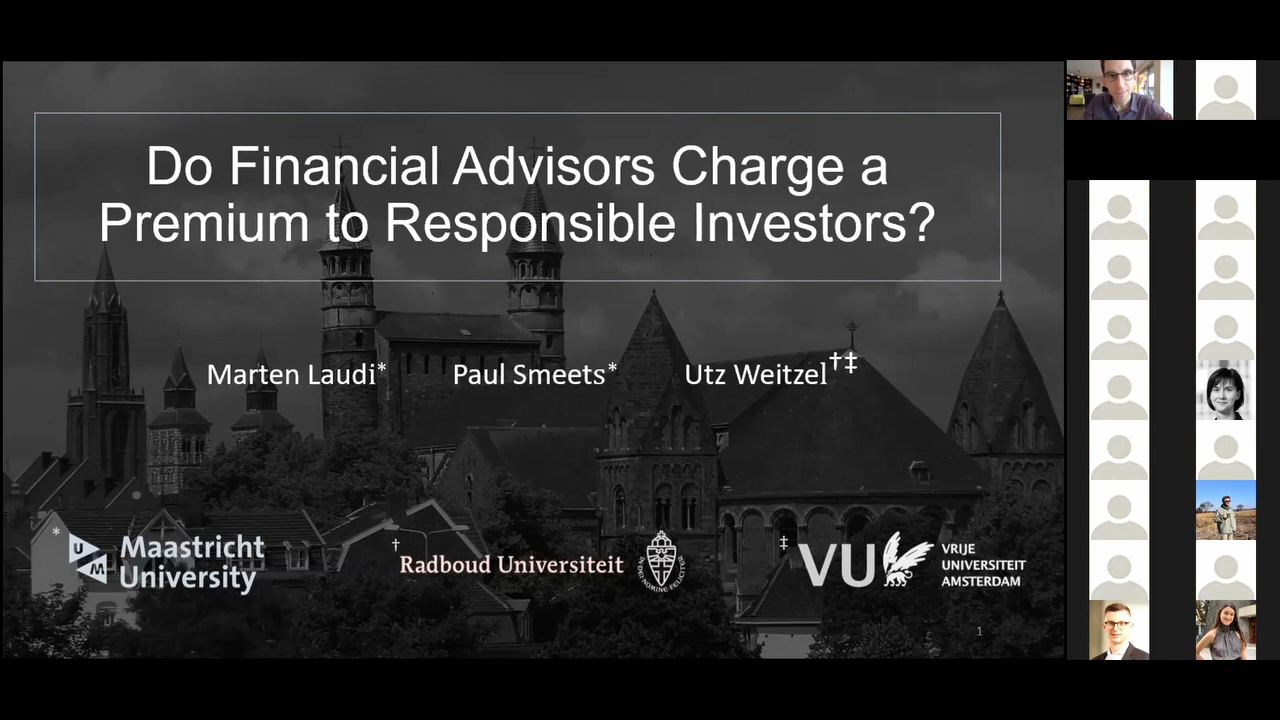 Do Financial Advisors Charge a
Premium to Responsible Investors?
Marten Laudi* Paul Smeets* Utz Weitzel†‡
* UM Maastricht University
† Radboud Universiteit
‡ VU VRIJE UNIVERSITEIT AMSTERDAM
1